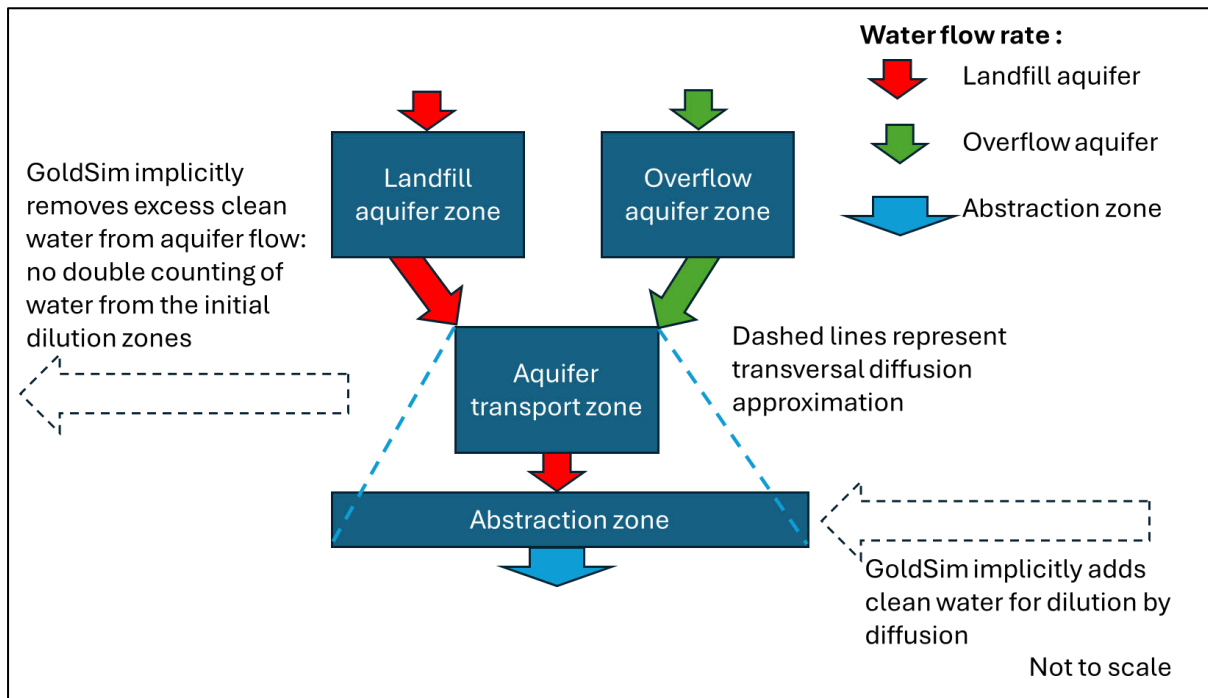 Water flow rate :
Landfill aquifer
Overflow aquifer
Abstraction zone
GoldSim implicitly
removes excess clean
water from aquifer flow:
no double counting of
water from the initial
dilution zones
Landfill
aquifer zone
Overflow
aquifer zone
Aquifer
transport zone
Dashed lines represent
transversal diffusion
approximation
Abstraction zone
GoldSim implicitly adds
clean water for dilution by
diffusion
Not to scale